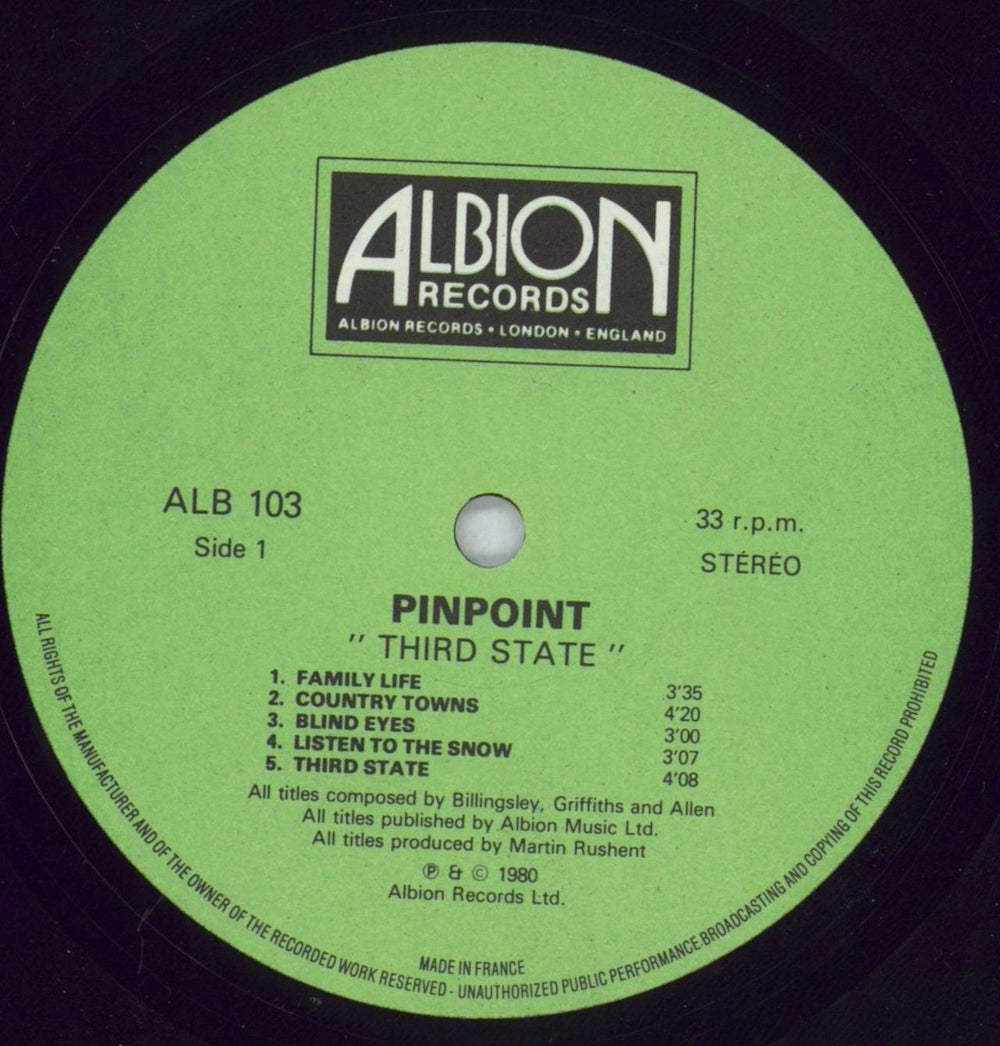 ALBION
RECORDS
ALBION RECORDS • LONDON • ENGLAND
ALB 103
Side 1
33 r.p.m.
STÉRÉO
PINPOINT
" THIRD STATE "
1. FAMILY LIFE 3'35
2. COUNTRY TOWNS 4'20
3. BLIND EYES 3'00
4. LISTEN TO THE SNOW 3'07
5. THIRD STATE 4'08
All titles composed by Billingsley, Griffiths and Allen
All titles published by Albion Music Ltd.
All titles produced by Martin Rushent
℗ & © 1980
Albion Records Ltd.
MADE IN FRANCE
ALL RIGHTS OF THE MANUFACTURER AND OF THE OWNER OF THE RECORDED WORK RESERVED - UNAUTHORIZED PUBLIC PERFORMANCE BROADCASTING AND COPYING OF THIS RECORD PROHIBITED